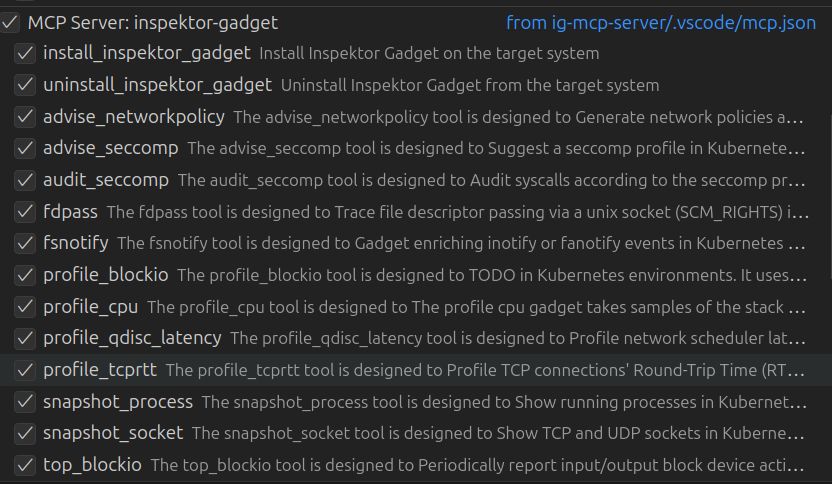 MCP Server: inspektor-gadget from ig-mcp-server/.vscode/mcp.json
install_inspektor_gadget Install Inspektor Gadget on the target system
uninstall_inspektor_gadget Uninstall Inspektor Gadget from the target system
advise_networkpolicy The advise_networkpolicy tool is designed to Generate network policies a...
advise_seccomp The advise_seccomp tool is designed to Suggest a seccomp profile in Kubernete...
audit_seccomp The audit_seccomp tool is designed to Audit syscalls according to the seccomp pr...
fdpass The fdpass tool is designed to Trace file descriptor passing via a unix socket (SCM_RIGHTS) i...
fsnotify The fsnotify tool is designed to Gadget enriching inotify or fanotify events in Kubernetes ...
profile_blockio The profile_blockio tool is designed to TODO in Kubernetes environments. It uses...
profile_cpu The profile_cpu tool is designed to The profile cpu gadget takes samples of the stack ...
profile_qdisc_latency The profile_qdisc_latency tool is designed to Profile network scheduler lat...
profile_tcprtt The profile_tcprtt tool is designed to Profile TCP connections' Round-Trip Time (RT...
snapshot_process The snapshot_process tool is designed to Show running processes in Kubernet...
snapshot_socket The snapshot_socket tool is designed to Show TCP and UDP sockets in Kuberne...
top_blockio The top_blockio tool is designed to Periodically report input/output block device acti...